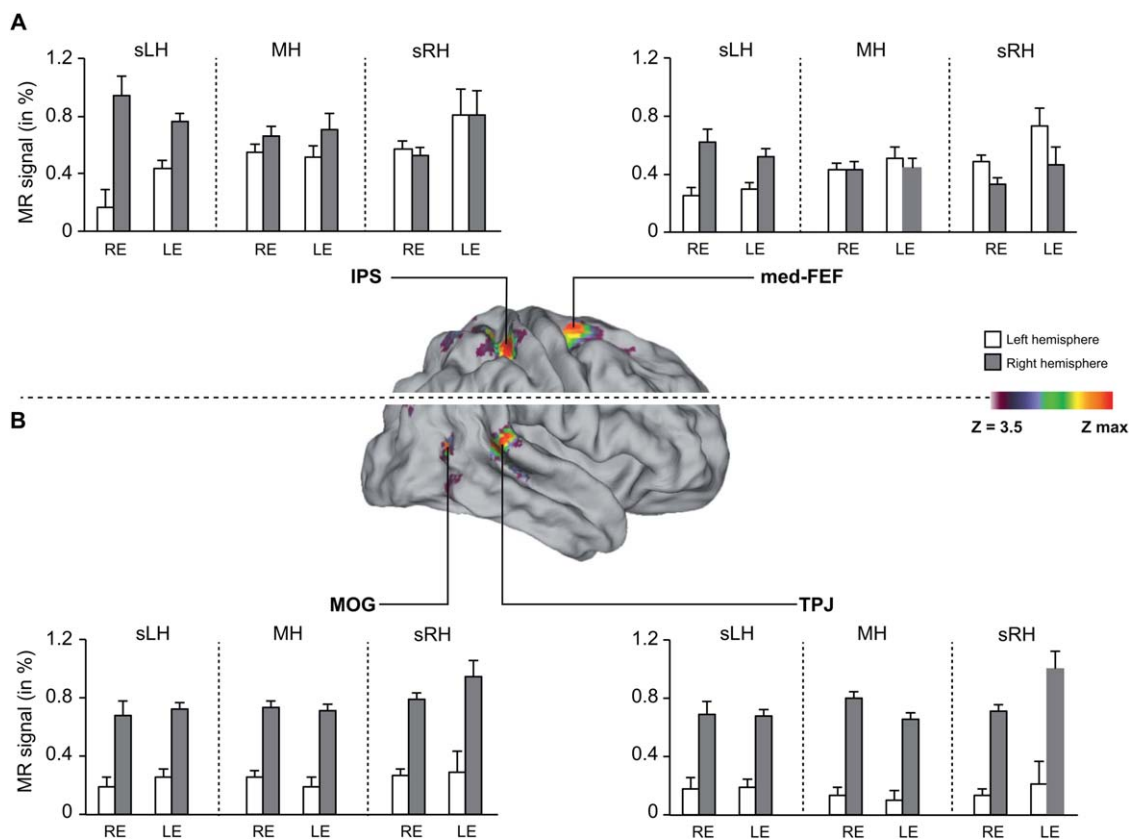 A
sLH MH sRH
sLH MH sRH
MR signal (in %)
1.2
0.8
0.4
0
RE LE RE LE RE LE
1.2
0.8
0.4
0
RE LE RE LE RE LE
IPS
med-FEF
Left hemisphere
Right hemisphere
Z = 3.5 Z max
B
MOG
TPJ
sLH MH sRH
sLH MH sRH
MR signal (in %)
1.2
0.8
0.4
0
RE LE RE LE RE LE
1.2
0.8
0.4
0
RE LE RE LE RE LE